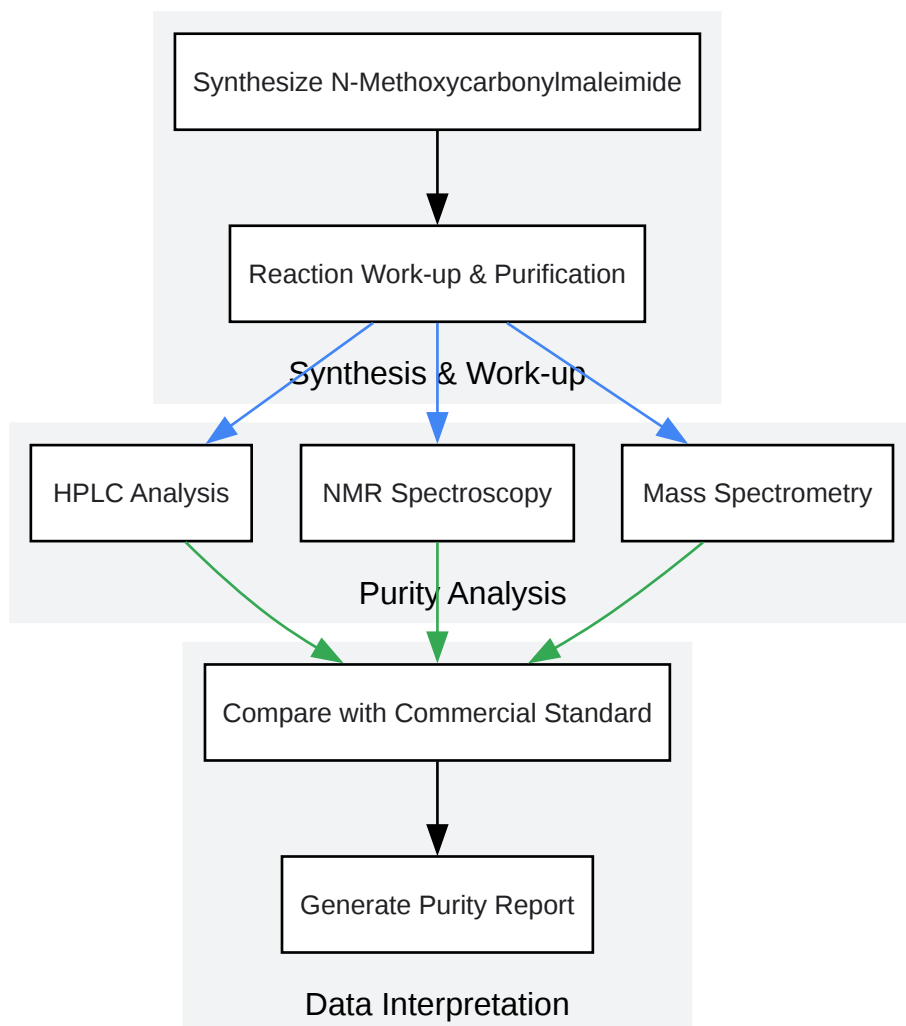 Synthesize N-Methoxycarbonylmaleimide
Reaction Work-up & Purification
Synthesis & Work-up
HPLC Analysis
NMR Spectroscopy
Mass Spectrometry
Purity Analysis
Compare with Commercial Standard
Generate Purity Report
Data Interpretation